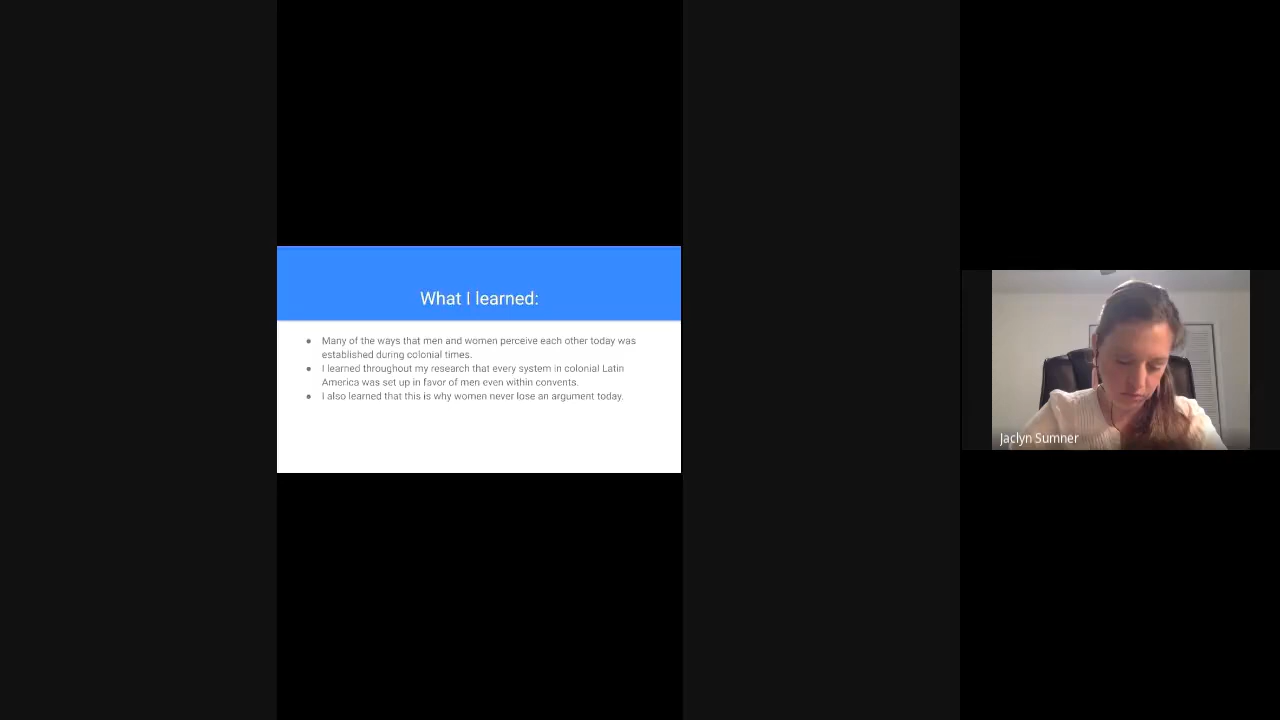 What I learned:
● Many of the ways that men and women perceive each other today was
established during colonial times.
● I learned throughout my research that every system in colonial Latin
America was set up in favor of men even within convents.
● I also learned that this is why women never lose an argument today.
Jaclyn Sumner